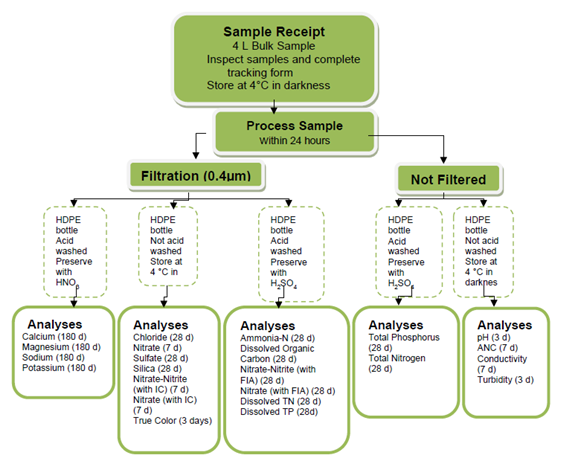 Sample Receipt
4 L Bulk Sample
Inspect samples and complete
tracking form
Store at 4°C in darkness
Process Sample
within 24 hours
Filtration (0.4µm)
Not Filtered
HDPE
bottle
Acid
washed
Preserve
with
HNO3
HDPE
bottle
Not acid
washed
Store at
4 °C in
HDPE
bottle
Acid
washed
Preserve
with
H2SO4
HDPE
bottle
Acid
washed
Preserve
with
H2SO4
HDPE
bottle
Not acid
washed
Store at
4 °C in
darknes
Analyses
Calcium (180 d)
Magnesium (180 d)
Sodium (180 d)
Potassium (180 d)
Analyses
Chloride (28 d)
Nitrate (7 d)
Sulfate (28 d)
Silica (28 d)
Nitrate-Nitrite
(with IC) (7 d)
Nitrate (with IC)
(7 d)
True Color (3 days)
Analyses
Ammonia-N (28 d)
Dissolved Organic
Carbon (28 d)
Nitrate-Nitrite (with
FIA) (28 d)
Nitrate (with FIA) (28 d)
Dissolved TN (28 d)
Dissolved TP (28d)
Analyses
Total Phosphorus
(28 d)
Total Nitrogen
(28 d)
Analyses
pH (3 d)
ANC (7 d)
Conductivity
(7 d)
Turbidity (3 d)